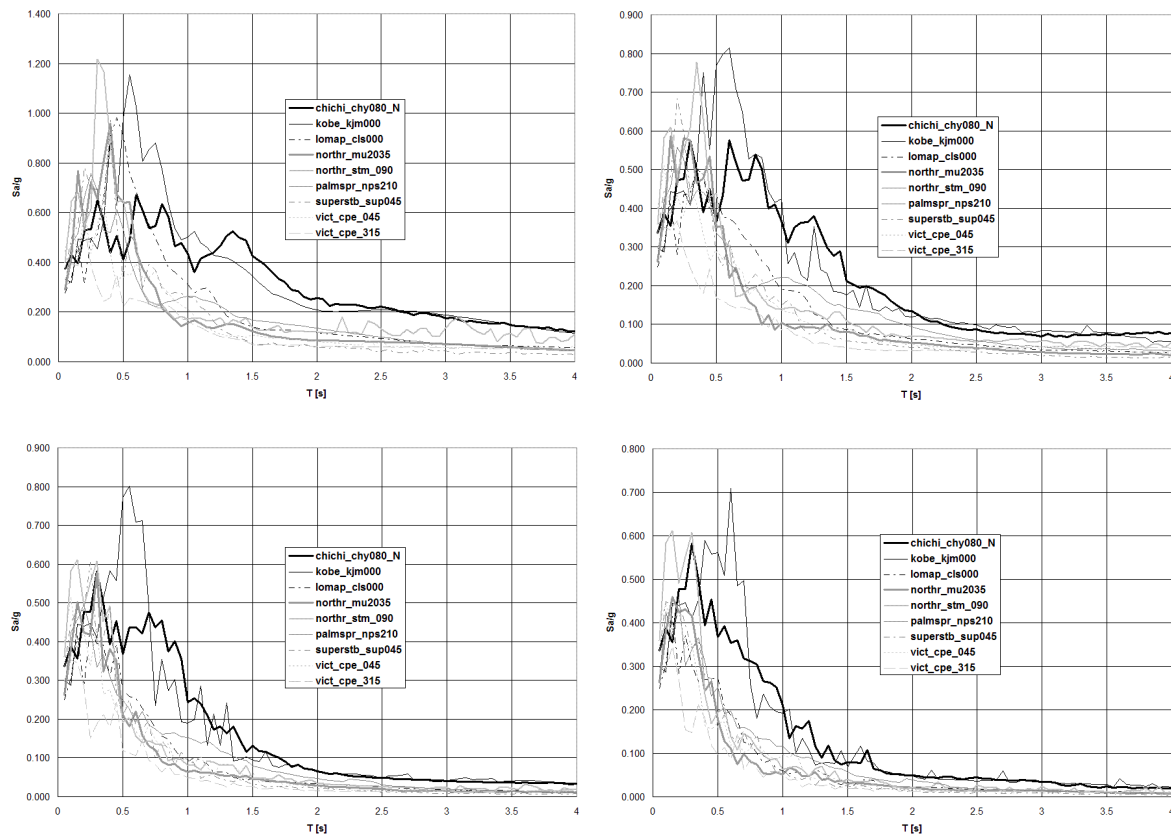 1.400
1.200
1.000
0.800
0.600
0.400
0.200
0.000
Sa/g
0 0.5 1 1.5 2 2.5 3 3.5 4
T [s]
chichi_chy080_N
kobe_kjm000
lomap_cls000
northr_mu2035
northr_stm_090
palmspr_nps210
superstb_sup045
vict_cpe_045
vict_cpe_315
0.900
0.800
0.700
0.600
0.500
0.400
0.300
0.200
0.100
0.000
Sa/g
0 0.5 1 1.5 2 2.5 3 3.5 4
T [s]
chichi_chy080_N
kobe_kjm000
lomap_cls000
northr_mu2035
northr_stm_090
palmspr_nps210
superstb_sup045
vict_cpe_045
vict_cpe_315
0.900
0.800
0.700
0.600
0.500
0.400
0.300
0.200
0.100
0.000
Sa/g
0 0.5 1 1.5 2 2.5 3 3.5 4
T [s]
chichi_chy080_N
kobe_kjm000
lomap_cls000
northr_mu2035
northr_stm_090
palmspr_nps210
superstb_sup045
vict_cpe_045
vict_cpe_315
0.800
0.700
0.600
0.500
0.400
0.300
0.200
0.100
0.000
Sa/g
0 0.5 1 1.5 2 2.5 3 3.5 4
T [s]
chichi_chy080_N
kobe_kjm000
lomap_cls000
northr_mu2035
northr_stm_090
palmspr_nps210
superstb_sup045
vict_cpe_045
vict_cpe_315